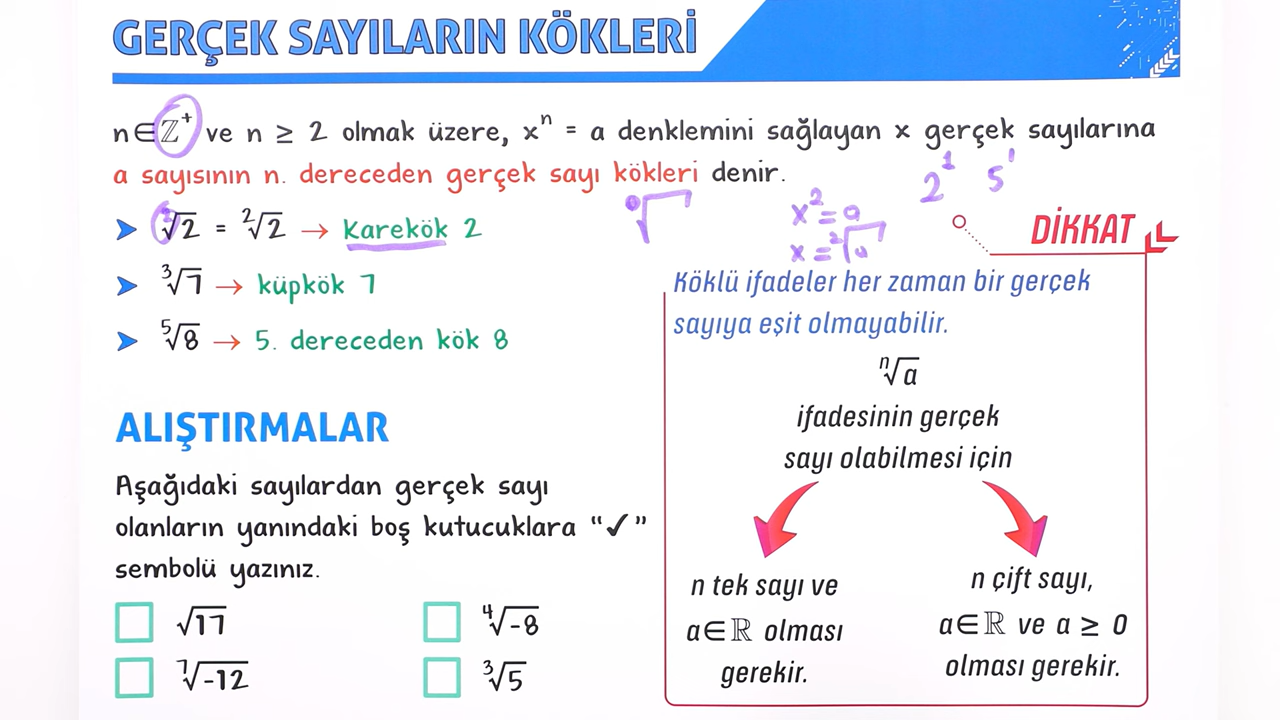 GERÇEK SAYILARIN KÖKLERİ
n∈ℤ⁺ ve n ≥ 2 olmak üzere, xⁿ = a denklemini sağlayan x gerçek sayılarına
a sayısının n. dereceden gerçek sayı kökleri denir.
2¹ 5¹
➤ √2 = ²√2 → Karekök 2
x² = a
x = ²√a
DİKKAT
➤ ³√7 → küpkök 7
➤ ⁵√8 → 5. dereceden kök 8
Köklü ifadeler her zaman bir gerçek
sayıya eşit olmayabilir.
ⁿ√a
ifadesinin gerçek
sayı olabilmesi için
n tek sayı ve
a∈ℝ olması
gerekir.
n çift sayı,
a∈ℝ ve a ≥ 0
olması gerekir.
ALIŞTIRMALAR
Aşağıdaki sayılardan gerçek sayı
olanların yanındaki boş kutucuklara “✓”
sembolü yazınız.
√17
⁴√-8
⁷√-12
³√5